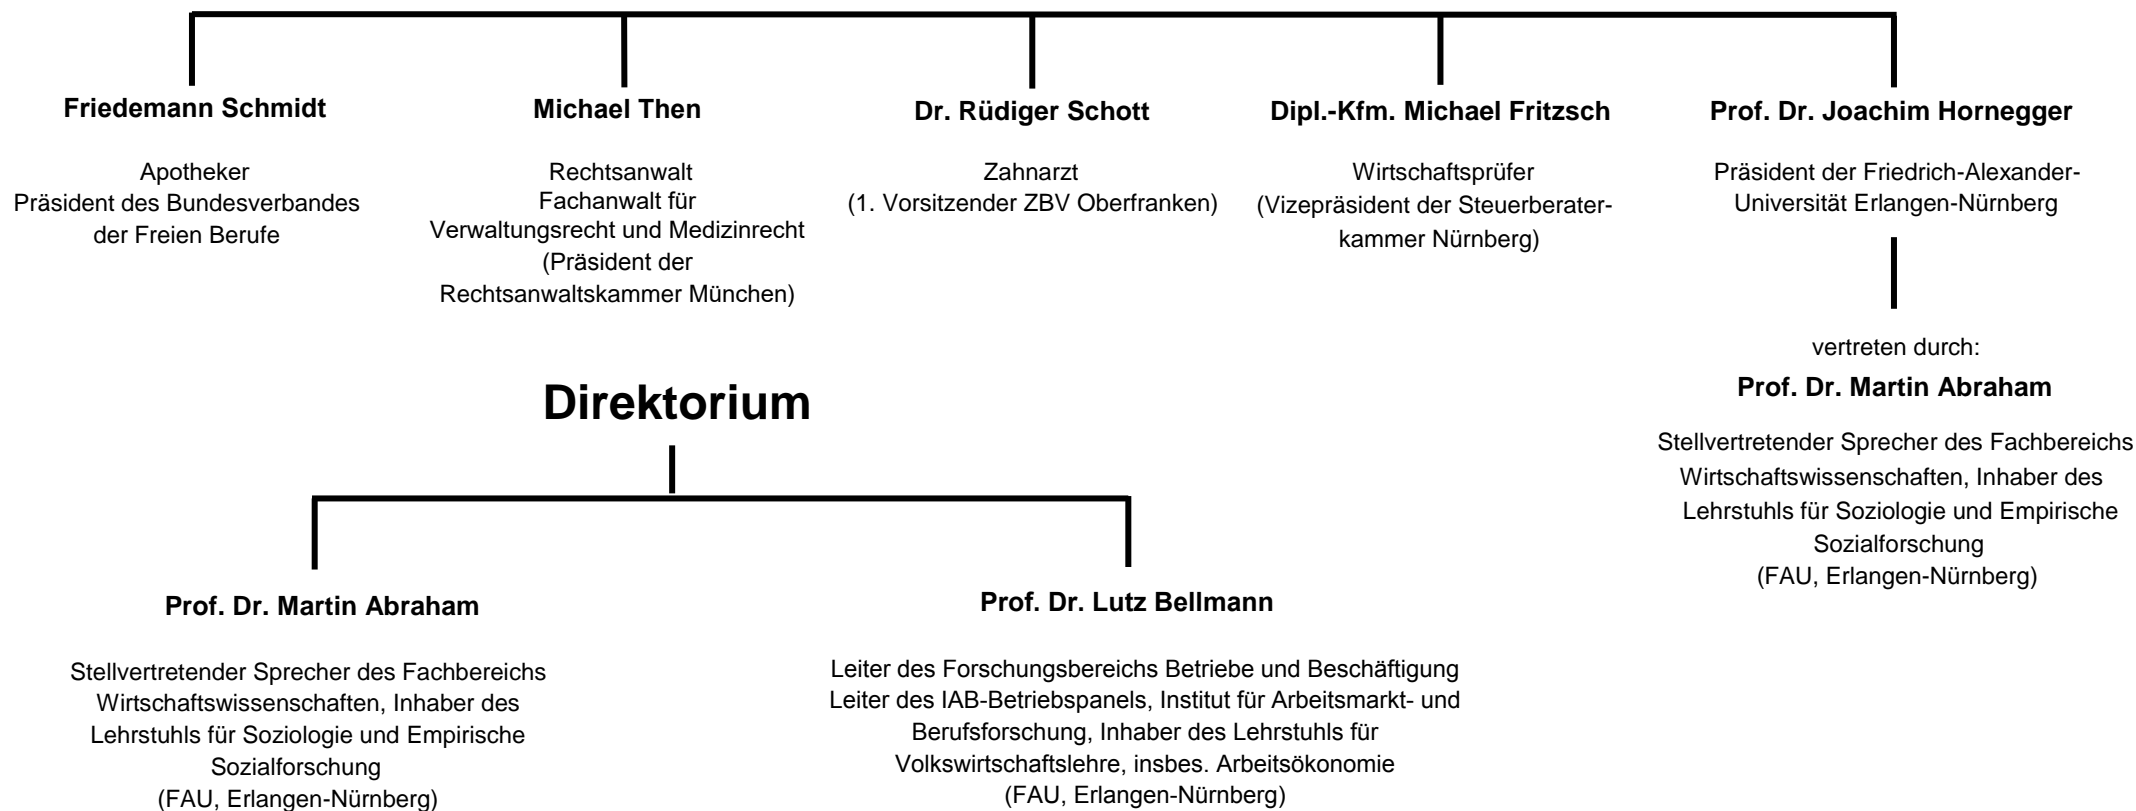 Friedemann Schmidt
Apotheker
Präsident des Bundesverbandes
der Freien Berufe
Michael Then
Rechtsanwalt
Fachanwalt für
Verwaltungsrecht und Medizinrecht
(Präsident der
Rechtsanwaltskammer München)
Dr. Rüdiger Schott
Zahnarzt
(1. Vorsitzender ZBV Oberfranken)
Dipl.-Kfm. Michael Fritzsch
Wirtschaftsprüfer
(Vizepräsident der Steuerberater-
kammer Nürnberg)
Prof. Dr. Joachim Hornegger
Präsident der Friedrich-Alexander-
Universität Erlangen-Nürnberg
vertreten durch:
Prof. Dr. Martin Abraham
Stellvertretender Sprecher des Fachbereichs
Wirtschaftswissenschaften, Inhaber des
Lehrstuhls für Soziologie und Empirische
Sozialforschung
(FAU, Erlangen-Nürnberg)
Direktorium
Prof. Dr. Martin Abraham
Stellvertretender Sprecher des Fachbereichs
Wirtschaftswissenschaften, Inhaber des
Lehrstuhls für Soziologie und Empirische
Sozialforschung
(FAU, Erlangen-Nürnberg)
Prof. Dr. Lutz Bellmann
Leiter des Forschungsbereichs Betriebe und Beschäftigung
Leiter des IAB-Betriebspanels, Institut für Arbeitsmarkt- und
Berufsforschung, Inhaber des Lehrstuhls für
Volkswirtschaftslehre, insbes. Arbeitsökonomie
(FAU, Erlangen-Nürnberg)